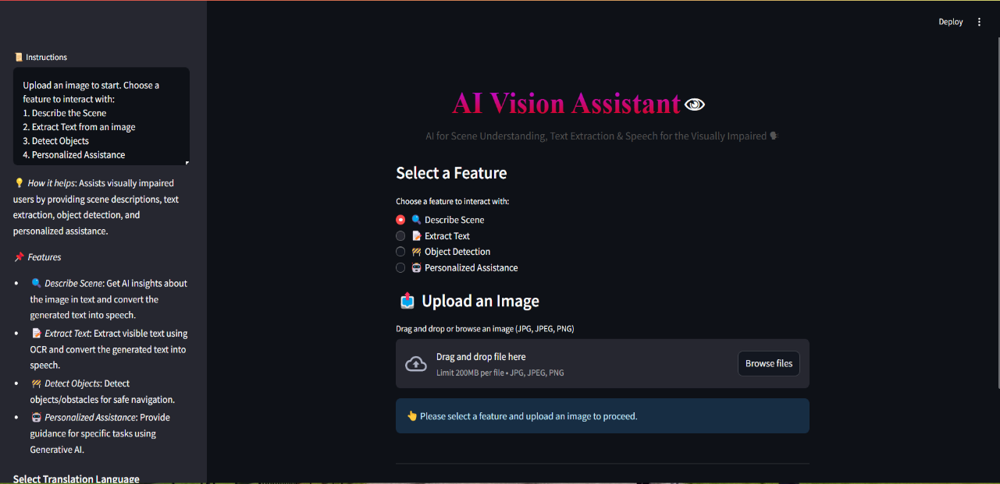 Deploy
📜 Instructions
Upload an image to start. Choose a
feature to interact with:
1. Describe the Scene
2. Extract Text from an image
3. Detect Objects
4. Personalized Assistance
💡 How it helps: Assists visually impaired
users by providing scene descriptions, text
extraction, object detection, and
personalized assistance.
📌 Features
• 🔍 Describe Scene: Get AI insights about
the image in text and convert the
generated text into speech.
• 📝 Extract Text: Extract visible text using
OCR and convert the generated text into
speech.
• 🚧 Detect Objects: Detect
objects/obstacles for safe navigation.
• 🤖 Personalized Assistance: Provide
guidance for specific tasks using
Generative AI.
Select Translation Language
AI Vision Assistant
AI for Scene Understanding, Text Extraction & Speech for the Visually Impaired 🗣
Select a Feature
Choose a feature to interact with:
🔍 Describe Scene
📝 Extract Text
🚧 Object Detection
🤖 Personalized Assistance
📤 Upload an Image
Drag and drop or browse an image (JPG, JPEG, PNG)
Drag and drop file here
Limit 200MB per file • JPG, JPEG, PNG
Browse files
👆 Please select a feature and upload an image to proceed.